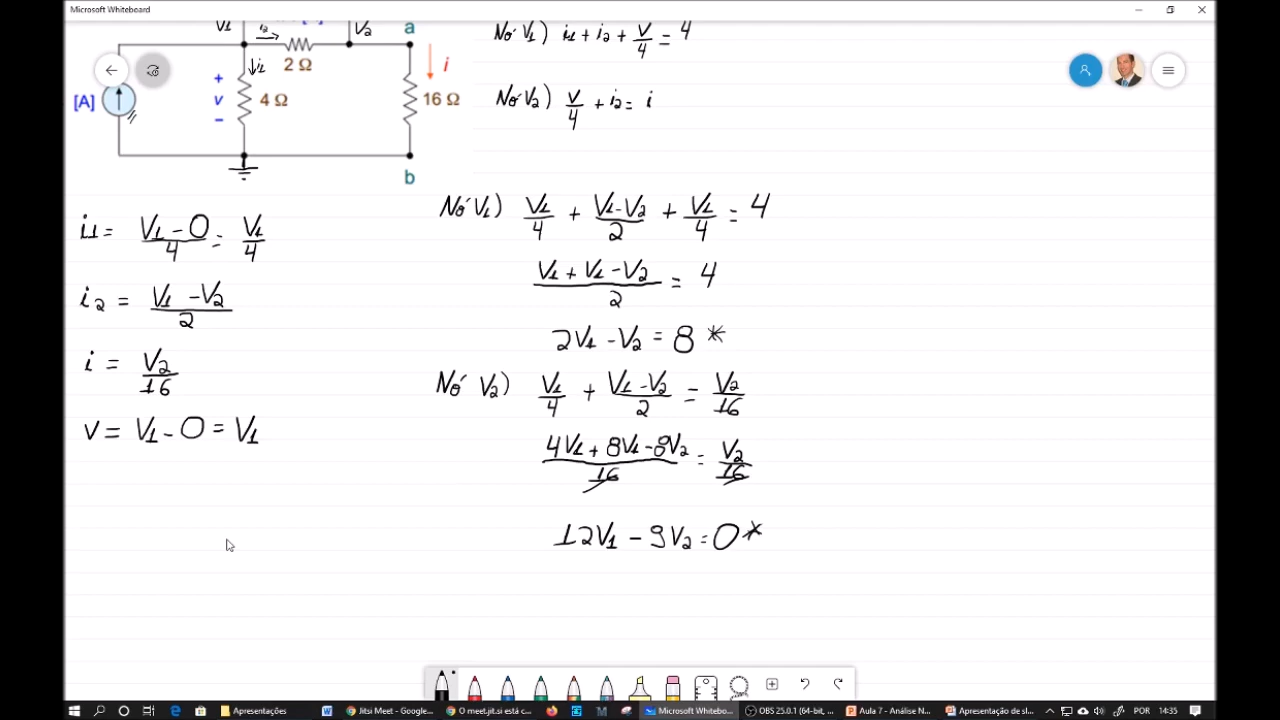 Microsoft Whiteboard
V1 i2 V2 a
i1 2 Ω i
[A] + v - 4 Ω 16 Ω
b
Nó V1) i1 + i2 + V/4 = 4
Nó V2) V/4 + i2 = i
i1 = (V1 - 0)/4 = V1/4
i2 = (V1 - V2)/2
i = V2/16
V = V1 - 0 = V1
Nó V1) V1/4 + (V1 - V2)/2 + V1/4 = 4
(V1 + V1 - V2)/2 = 4
2V1 - V2 = 8 *
Nó V2) V1/4 + (V1 - V2)/2 = V2/16
(4V1 + 8V1 - 8V2)/16 = V2/16
12V1 - 9V2 = 0 *
Apresentações
Jitsi Meet - Google...
O meet.jit.si está c...
Microsoft Whitebo...
OBS 25.0.1 (64-bit, ...
Aula 7 - Análise N...
Apresentação de sl...
POR 14:35